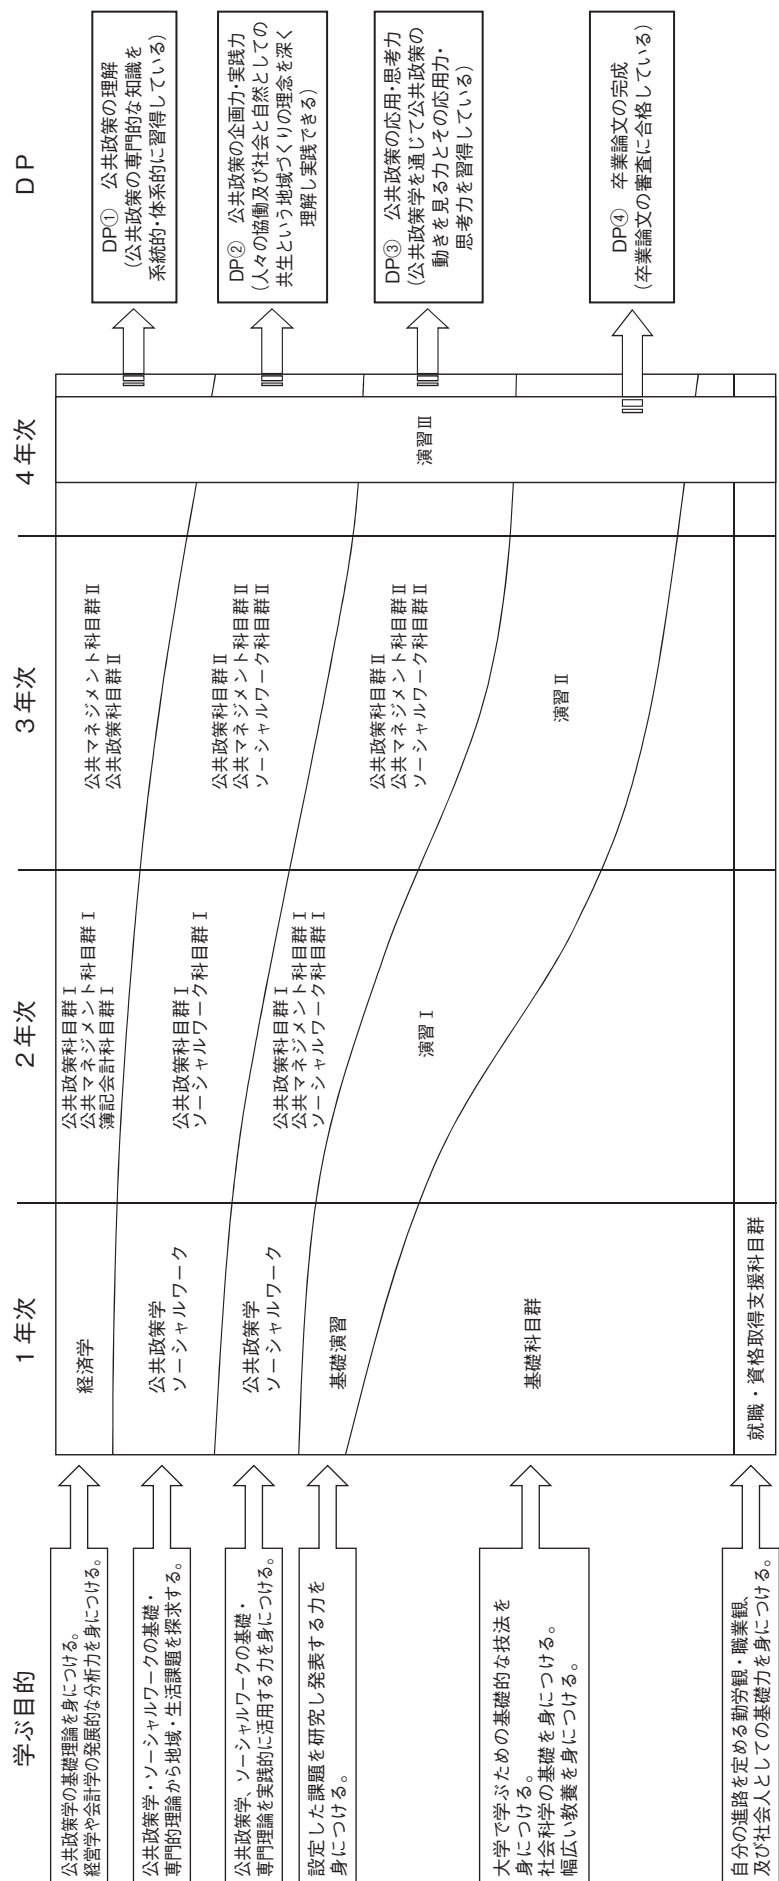 学ぶ目的
1年次
2年次
3年次
4年次
DP
公共政策学の基礎理論を身につける。
経営学や会計学の発展的な分析力を身につける。
経済学
公共政策科目群Ⅰ
公共マネジメント科目群Ⅰ
簿記会計科目群Ⅰ
公共マネジメント科目群Ⅱ
公共政策科目群Ⅱ
DP① 公共政策の理解
(公共政策の専門的な知識を
系統的・体系的に習得している)
公共政策学・ソーシャルワークの基礎・
専門的理論から地域・生活課題を探求する。
公共政策学
ソーシャルワーク
公共政策科目群Ⅰ
ソーシャルワーク科目群Ⅰ
公共政策科目群Ⅱ
公共マネジメント科目群Ⅱ
ソーシャルワーク科目群Ⅱ
DP② 公共政策の企画力・実践力
(人々の協働及び社会と自然としての
共生という地域づくりの理念を深く
理解し実践できる)
公共政策学、ソーシャルワークの基礎・
専門理論を実践的に活用する力を身につける。
公共政策学
ソーシャルワーク
公共政策科目群Ⅰ
公共マネジメント科目群Ⅰ
ソーシャルワーク科目群Ⅰ
公共政策科目群Ⅱ
公共マネジメント科目群Ⅱ
ソーシャルワーク科目群Ⅱ
DP③ 公共政策の応用・思考力
(公共政策学を通じて公共政策の
動きを見る力とその応用力・
思考力を習得している)
設定した課題を研究し発表する力を
身につける。
基礎演習
演習Ⅰ
演習Ⅱ
演習Ⅲ
DP④ 卒業論文の完成
(卒業論文の審査に合格している)
大学で学ぶための基礎的な技法を
身につける。
社会科学の基礎を身につける。
幅広い教養を身につける。
基礎科目群
自分の進路を定める勤労観・職業観、
及び社会人としての基礎力を身につける。
就職・資格取得支援科目群